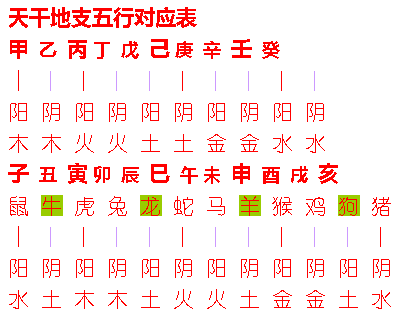 天干地支五行对应表
甲 乙 丙 丁 戊 己 庚 辛 壬 癸
阳 阴 阳 阴 阳 阴 阳 阴 阳 阴
木 木 火 火 土 土 金 金 水 水
子 丑 寅 卯 辰 巳 午 未 申 酉 戌 亥
鼠 牛 虎 兔 龙 蛇 马 羊 猴 鸡 狗 猪
阳 阴 阳 阴 阳 阴 阳 阴 阳 阴 阳 阴
水 土 木 木 土 火 火 土 金 金 土 水